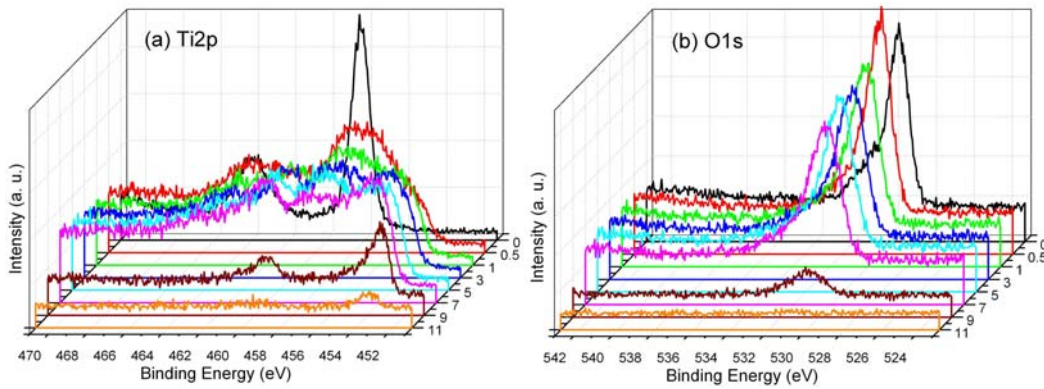 (a) Ti2p
(b) O1s
Intensity (a. u.)
Intensity (a. u.)
0
0.5
1
3
5
7
9
11
0
0.5
1
3
5
7
9
11
470 468 466 464 462 460 458 456 454 452
542 540 538 536 534 532 530 528 526 524
Binding Energy (eV)
Binding Energy (eV)